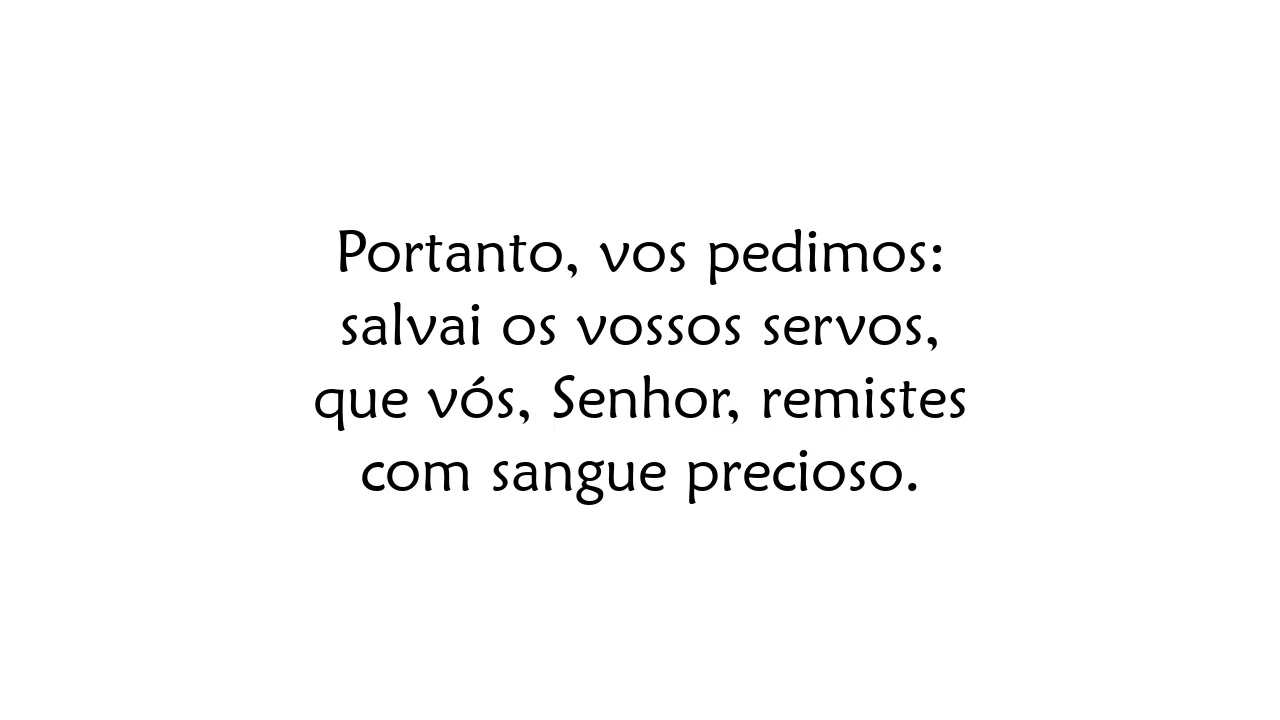 Portanto, vos pedimos:
salvai os vossos servos,
que vós, Senhor, remistes
com sangue precioso.